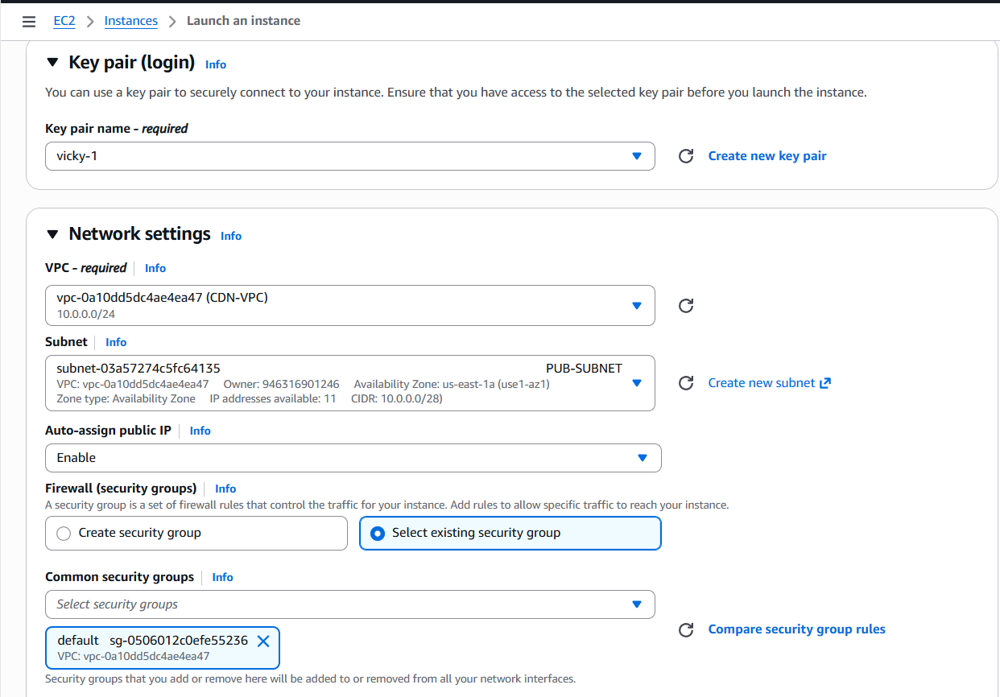 EC2 > Instances > Launch an instance
Key pair (login) Info
You can use a key pair to securely connect to your instance. Ensure that you have access to the selected key pair before you launch the instance.
Key pair name - required
vicky-1
Create new key pair
Network settings Info
VPC - required Info
vpc-0a10dd5dc4ae4ea47 (CDN-VPC)
10.0.0.0/24
Subnet Info
subnet-03a57274c5fc64135 PUB-SUBNET
VPC: vpc-0a10dd5dc4ae4ea47 Owner: 946316901246 Availability Zone: us-east-1a (use1-az1)
Zone type: Availability Zone IP addresses available: 11 CIDR: 10.0.0.0/28)
Create new subnet
Auto-assign public IP Info
Enable
Firewall (security groups) Info
A security group is a set of firewall rules that control the traffic for your instance. Add rules to allow specific traffic to reach your instance.
Create security group Select existing security group
Common security groups Info
Select security groups
Compare security group rules
default sg-0506012c0efe55236
VPC: vpc-0a10dd5dc4ae4ea47
Security groups that you add or remove here will be added to or removed from all your network interfaces.